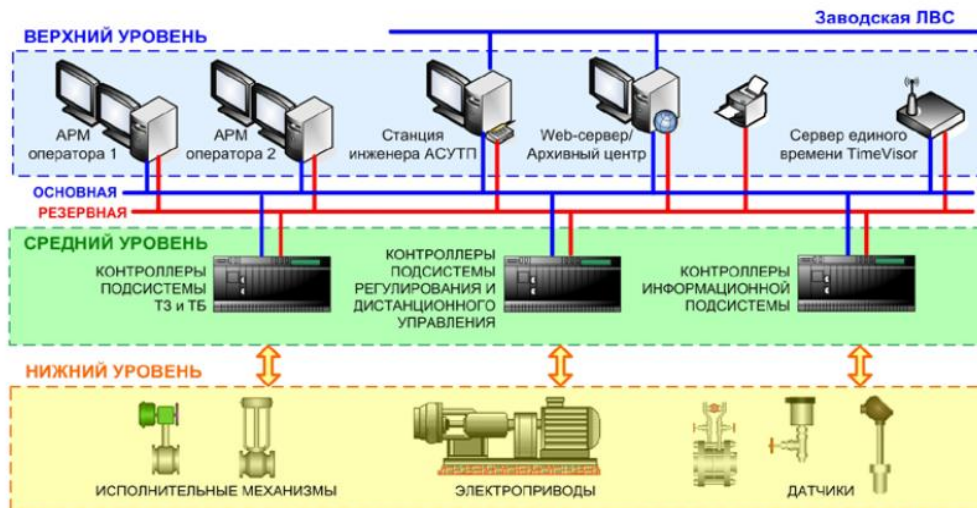 Заводская ЛВС
ВЕРХНИЙ УРОВЕНЬ
АРМ
оператора 1
АРМ
оператора 2
Станция
инженера АСУТП
Web-сервер/
Архивный центр
Сервер единого
времени TimeVisor
ОСНОВНАЯ
РЕЗЕРВНАЯ
СРЕДНИЙ УРОВЕНЬ
КОНТРОЛЛЕРЫ
ПОДСИСТЕМЫ
ТЗ и ТБ
КОНТРОЛЛЕРЫ
ПОДСИСТЕМЫ
РЕГУЛИРОВАНИЯ И
ДИСТАНЦИОННОГО
УПРАВЛЕНИЯ
КОНТРОЛЛЕРЫ
ИНФОРМАЦИОННОЙ
ПОДСИСТЕМЫ
НИЖНИЙ УРОВЕНЬ
ИСПОЛНИТЕЛЬНЫЕ МЕХАНИЗМЫ
ЭЛЕКТРОПРИВОДЫ
ДАТЧИКИ